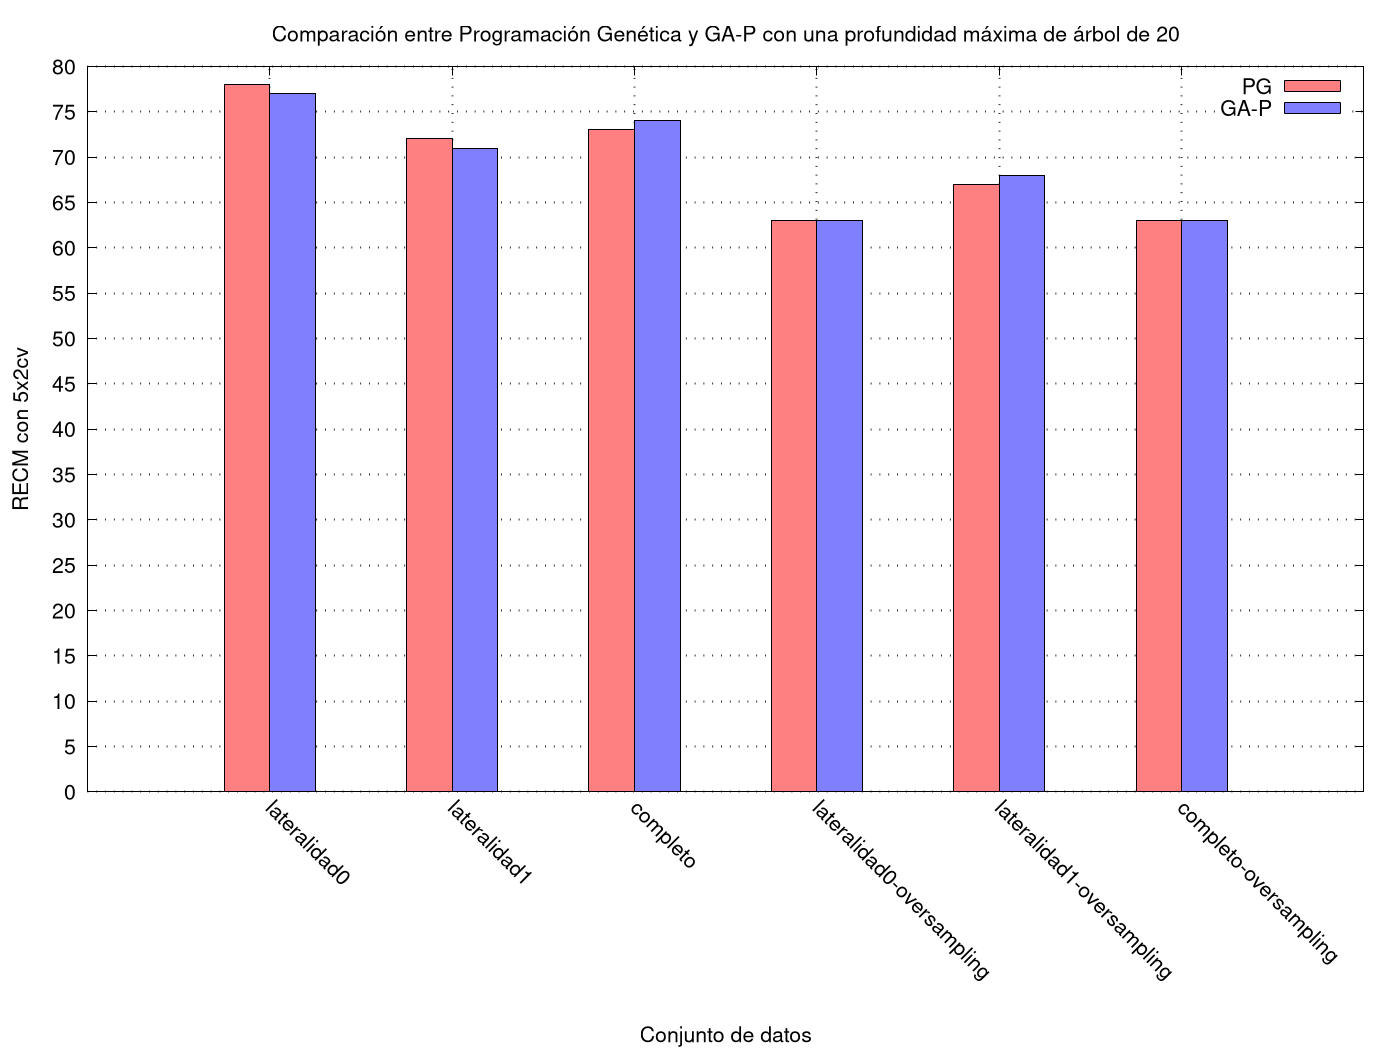 Comparación entre Programación Genética y GA-P con una profundidad máxima de árbol de 20
PG
GA-P
80
75
70
65
60
55
50
45
40
35
30
25
20
15
10
5
0
RECM con 5x2cv
lateralidad0
lateralidad1
completo
lateralidad0-oversampling
lateralidad1-oversampling
completo-oversampling
Conjunto de datos